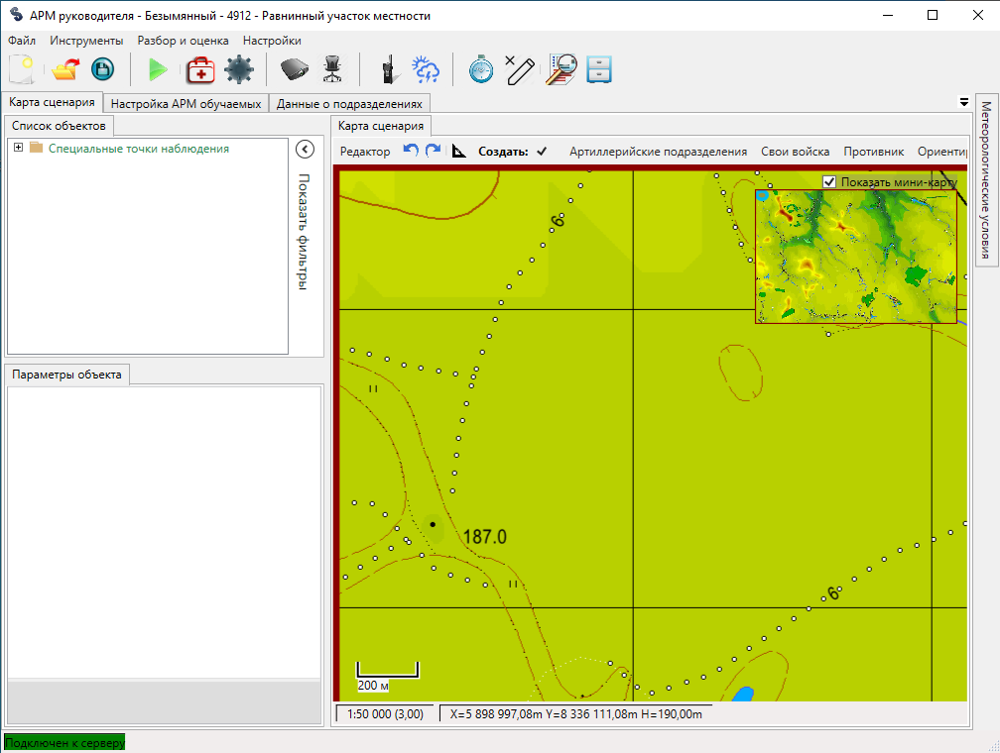 АРМ руководителя - Безымянный - 4912 - Равнинный участок местности
Файл Инструменты Разбор и оценка Настройки
Карта сценария Настройка АРМ обучаемых Данные о подразделениях
Список объектов
Специальные точки наблюдения
Показать фильтры
Параметры объекта
Карта сценария
Редактор Создать: Артиллерийские подразделения Свои войска Противник Ориентир
Показать мини-карту
6
187.0
6
200 м
1:50 000 (3,00) X=5 898 997,08m Y=8 336 111,08m H=190,00m
Метеорологические условия
Подключен к серверу